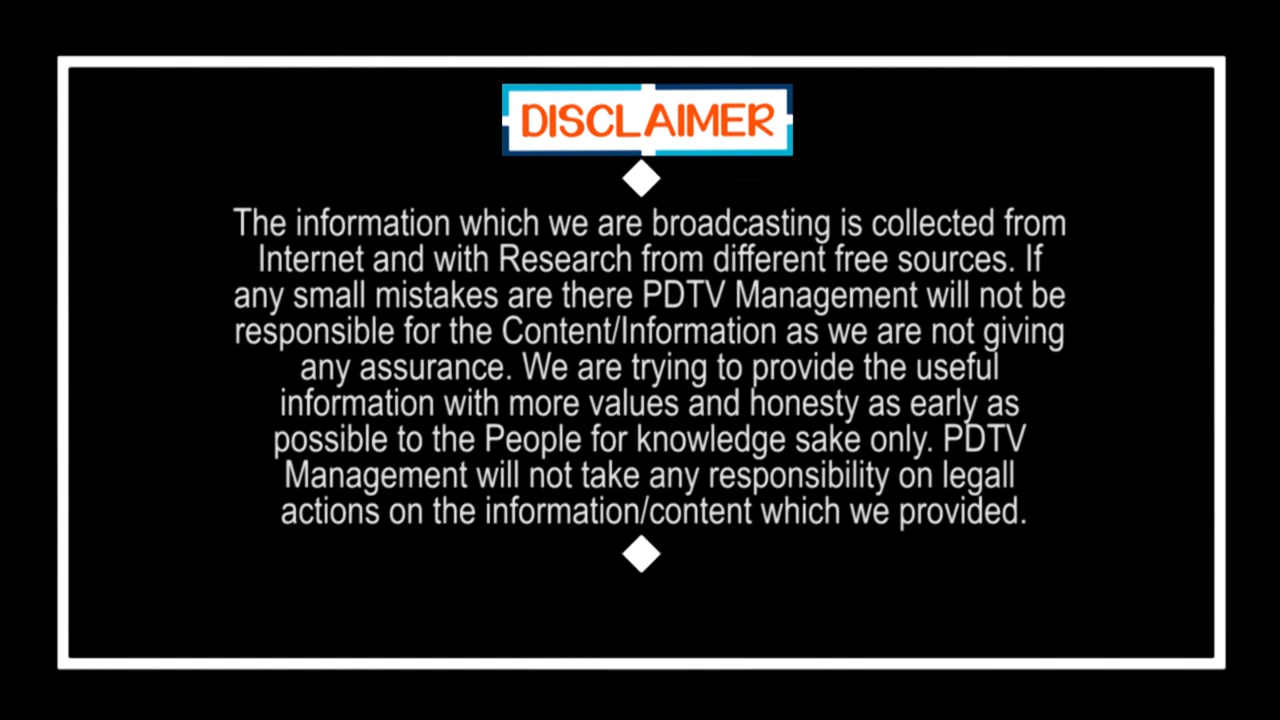 DISCLAIMER
The information which we are broadcasting is collected from
Internet and with Research from different free sources. If
any small mistakes are there PDTV Management will not be
responsible for the Content/Information as we are not giving
any assurance. We are trying to provide the useful
information with more values and honesty as early as
possible to the People for knowledge sake only. PDTV
Management will not take any responsibility on legall
actions on the information/content which we provided.